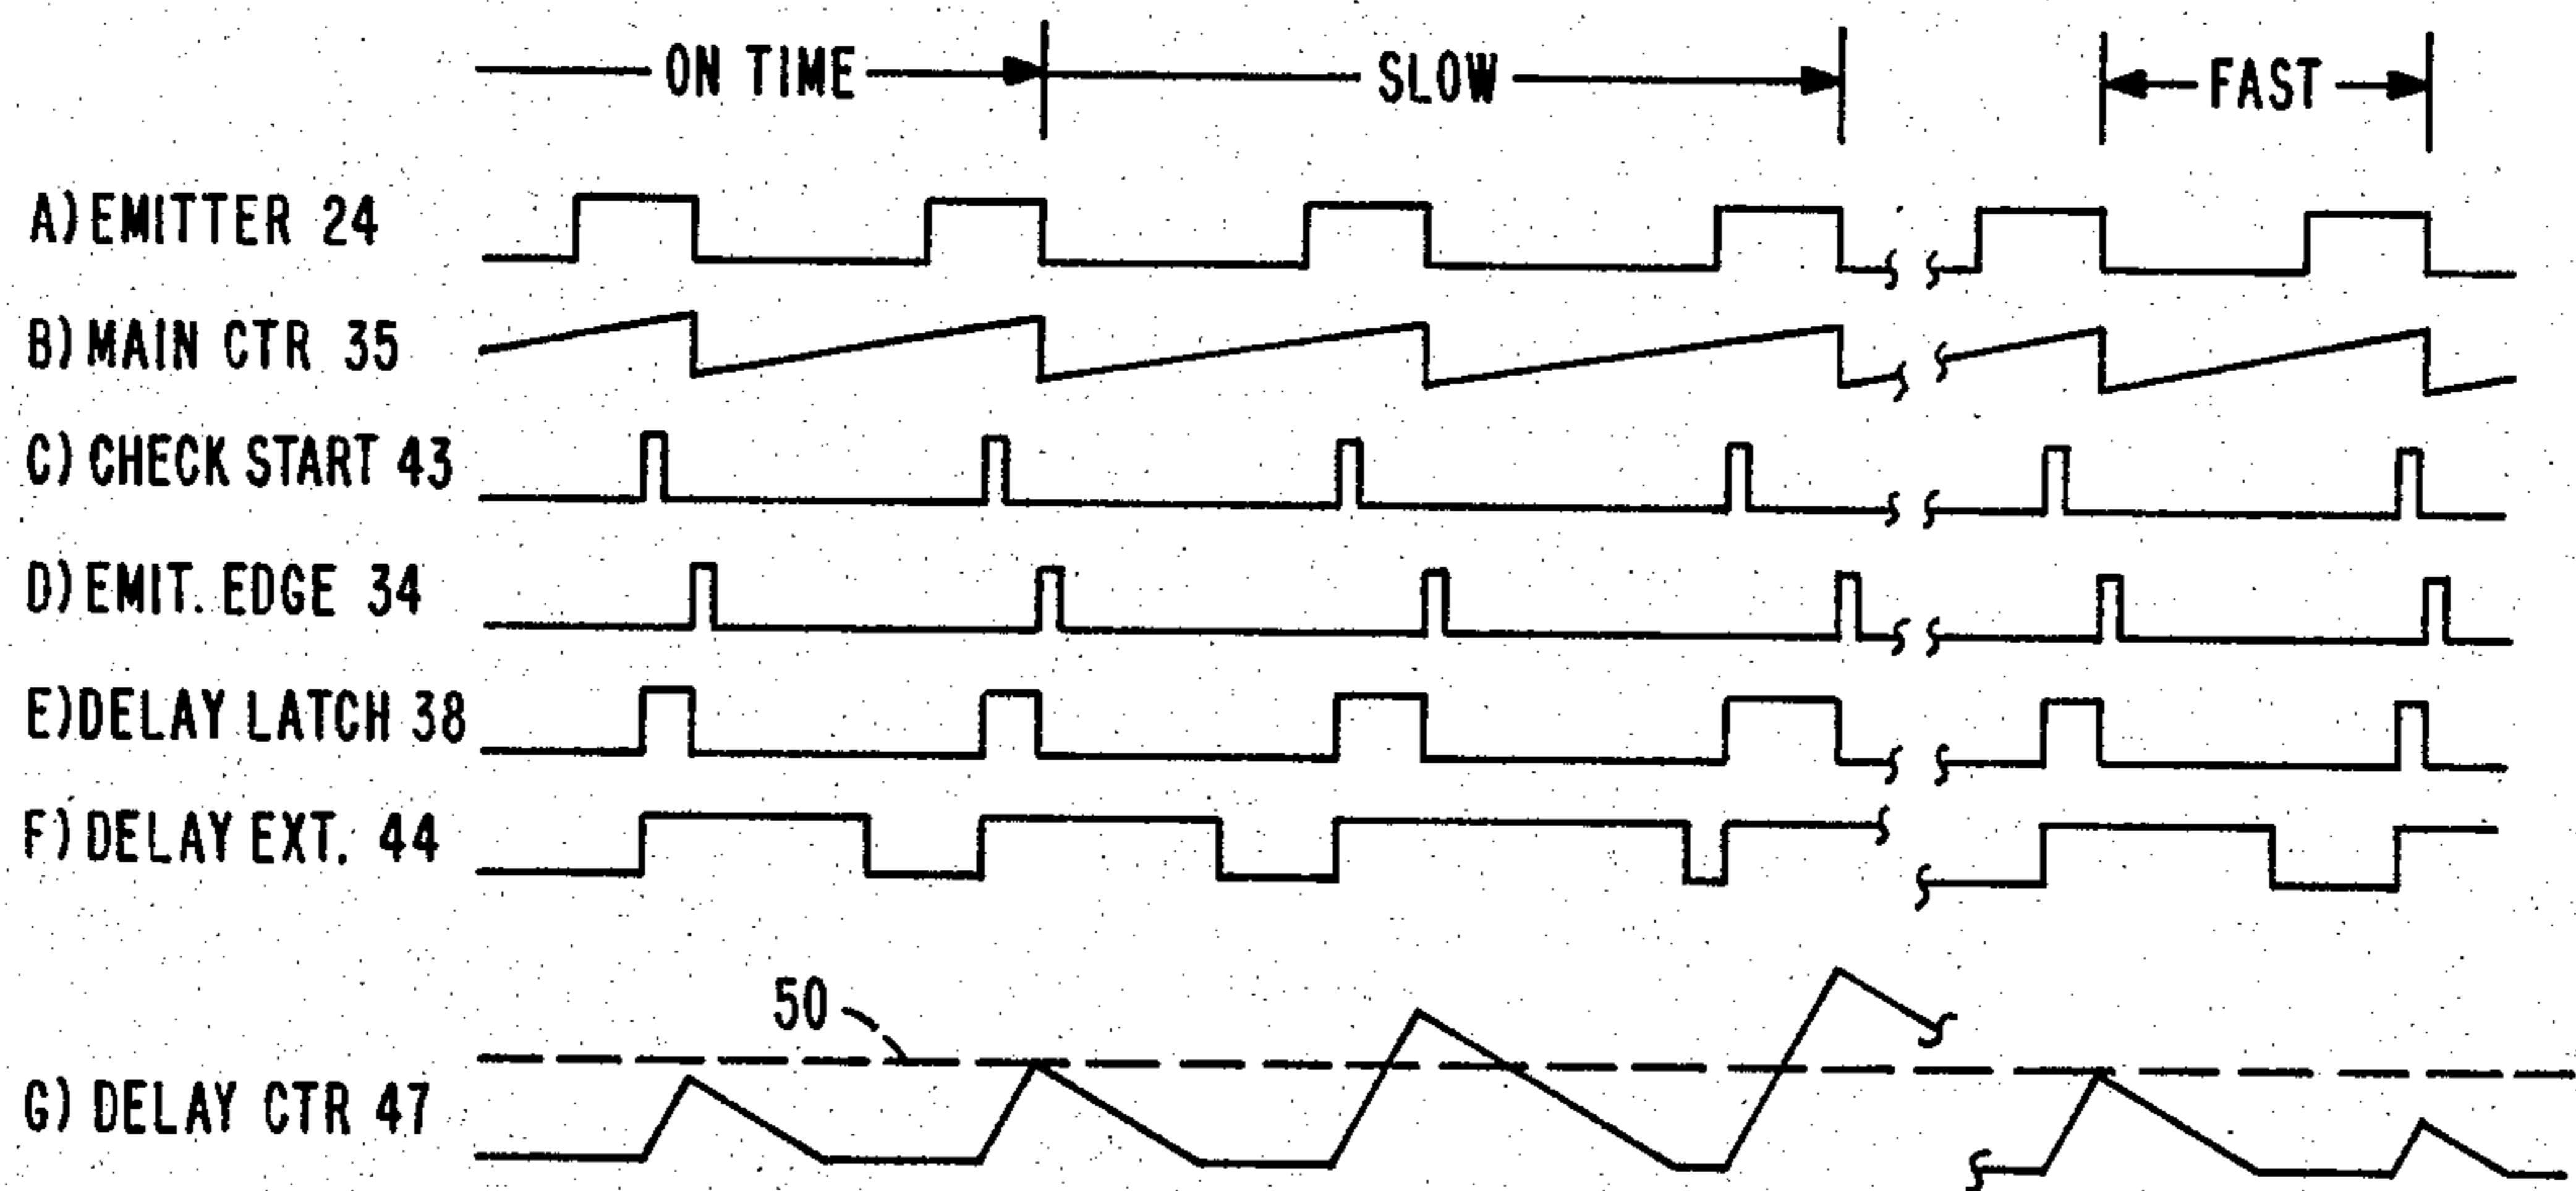 ON TIME SLOW FAST
A) EMITTER 24
B) MAIN CTR 35
C) CHECK START 43
D) EMIT. EDGE 34
E) DELAY LATCH 38
F) DELAY EXT. 44
50
G) DELAY CTR 47